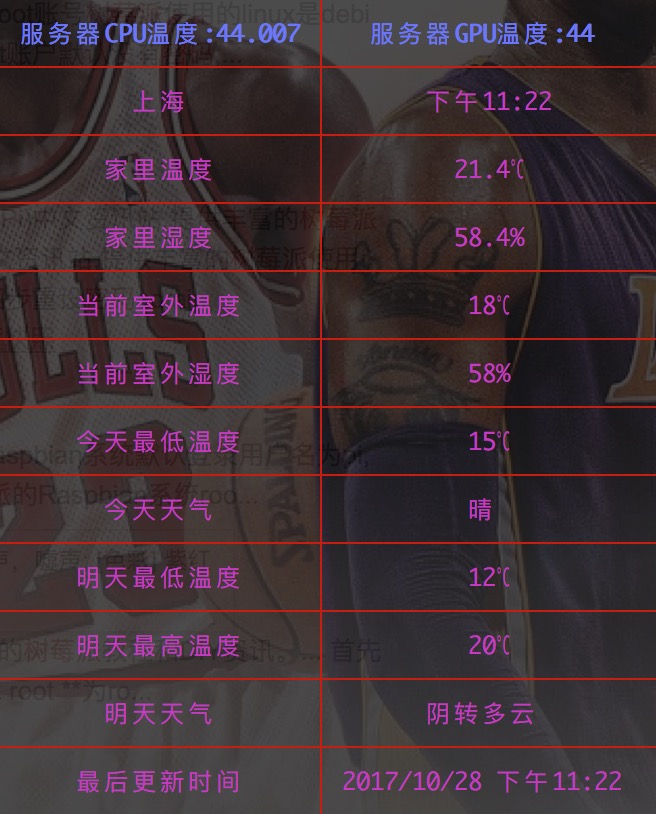 服务器CPU温度:44.007 服务器GPU温度:44
上海 下午11:22
家里温度 21.4℃
家里湿度 58.4%
当前室外温度 18℃
当前室外湿度 58%
今天最低温度 15℃
今天天气 晴
明天最低温度 12℃
明天最高温度 20℃
明天天气 阴转多云
最后更新时间 2017/10/28 下午11:22